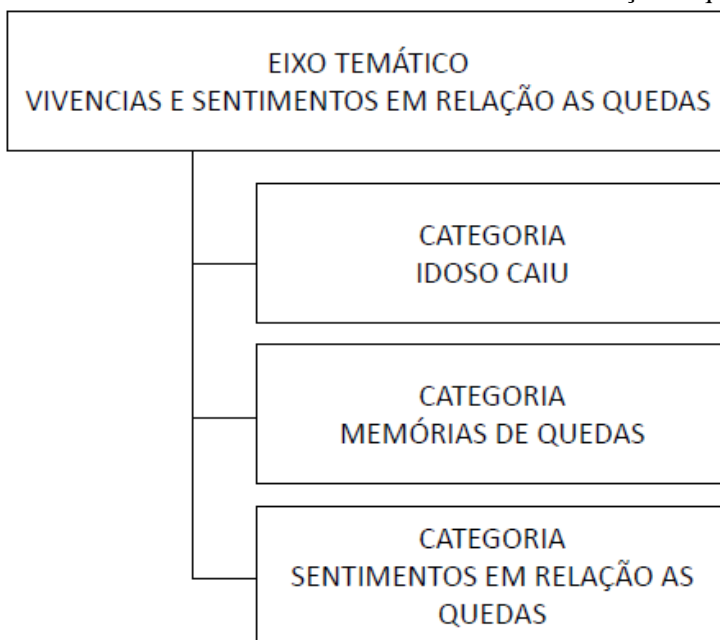 EIXO TEMÁTICO
VIVENCIAS E SENTIMENTOS EM RELAÇÃO AS QUEDAS
CATEGORIA
IDOSO CAIU
CATEGORIA
MEMÓRIAS DE QUEDAS
CATEGORIA
SENTIMENTOS EM RELAÇÃO AS
QUEDAS